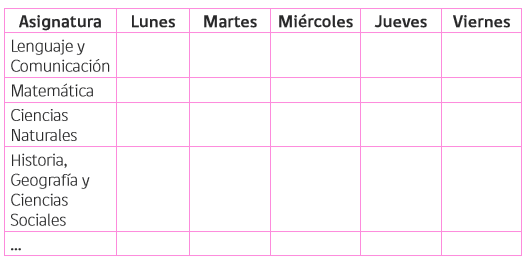 Asignatura Lunes Martes Miércoles Jueves Viernes
Lenguaje y
Comunicación
Matemática
Ciencias
Naturales
Historia,
Geografía y
Ciencias
Sociales
...